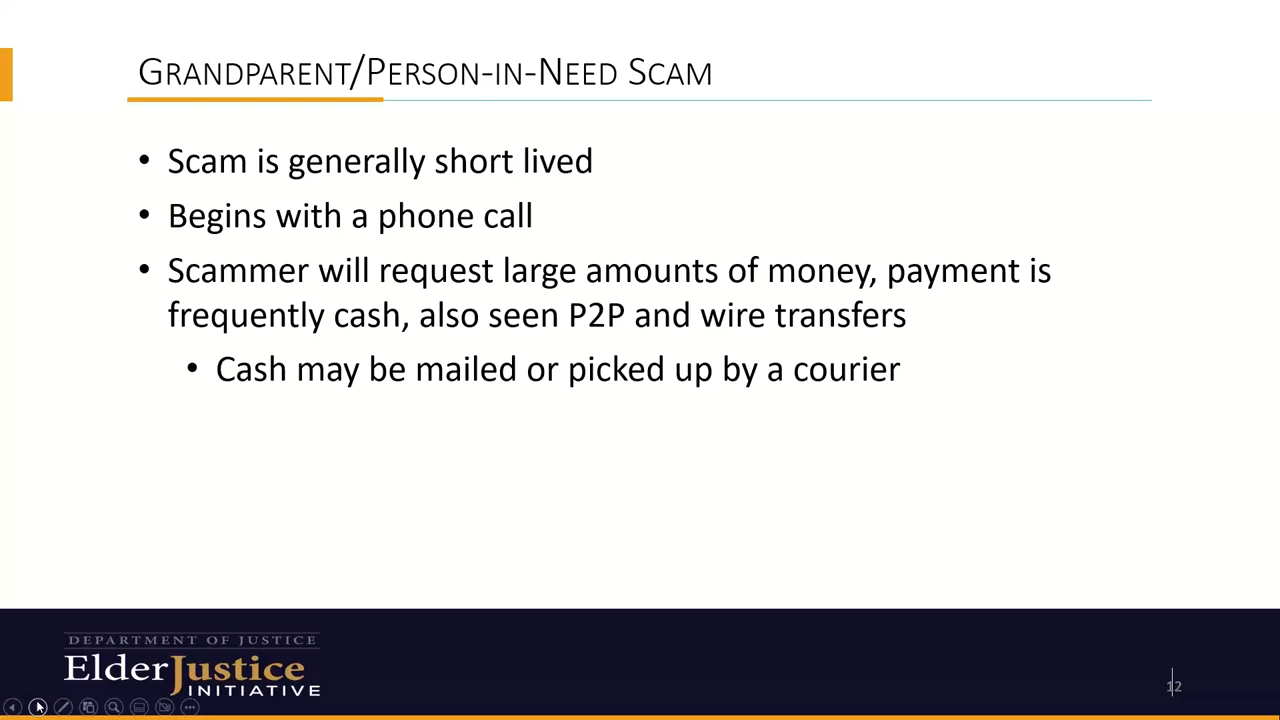 GRANDPARENT/PERSON-IN-NEED SCAM
• Scam is generally short lived
• Begins with a phone call
• Scammer will request large amounts of money, payment is
frequently cash, also seen P2P and wire transfers
• Cash may be mailed or picked up by a courier
DEPARTMENT OF JUSTICE
ElderJustice
INITIATIVE
12